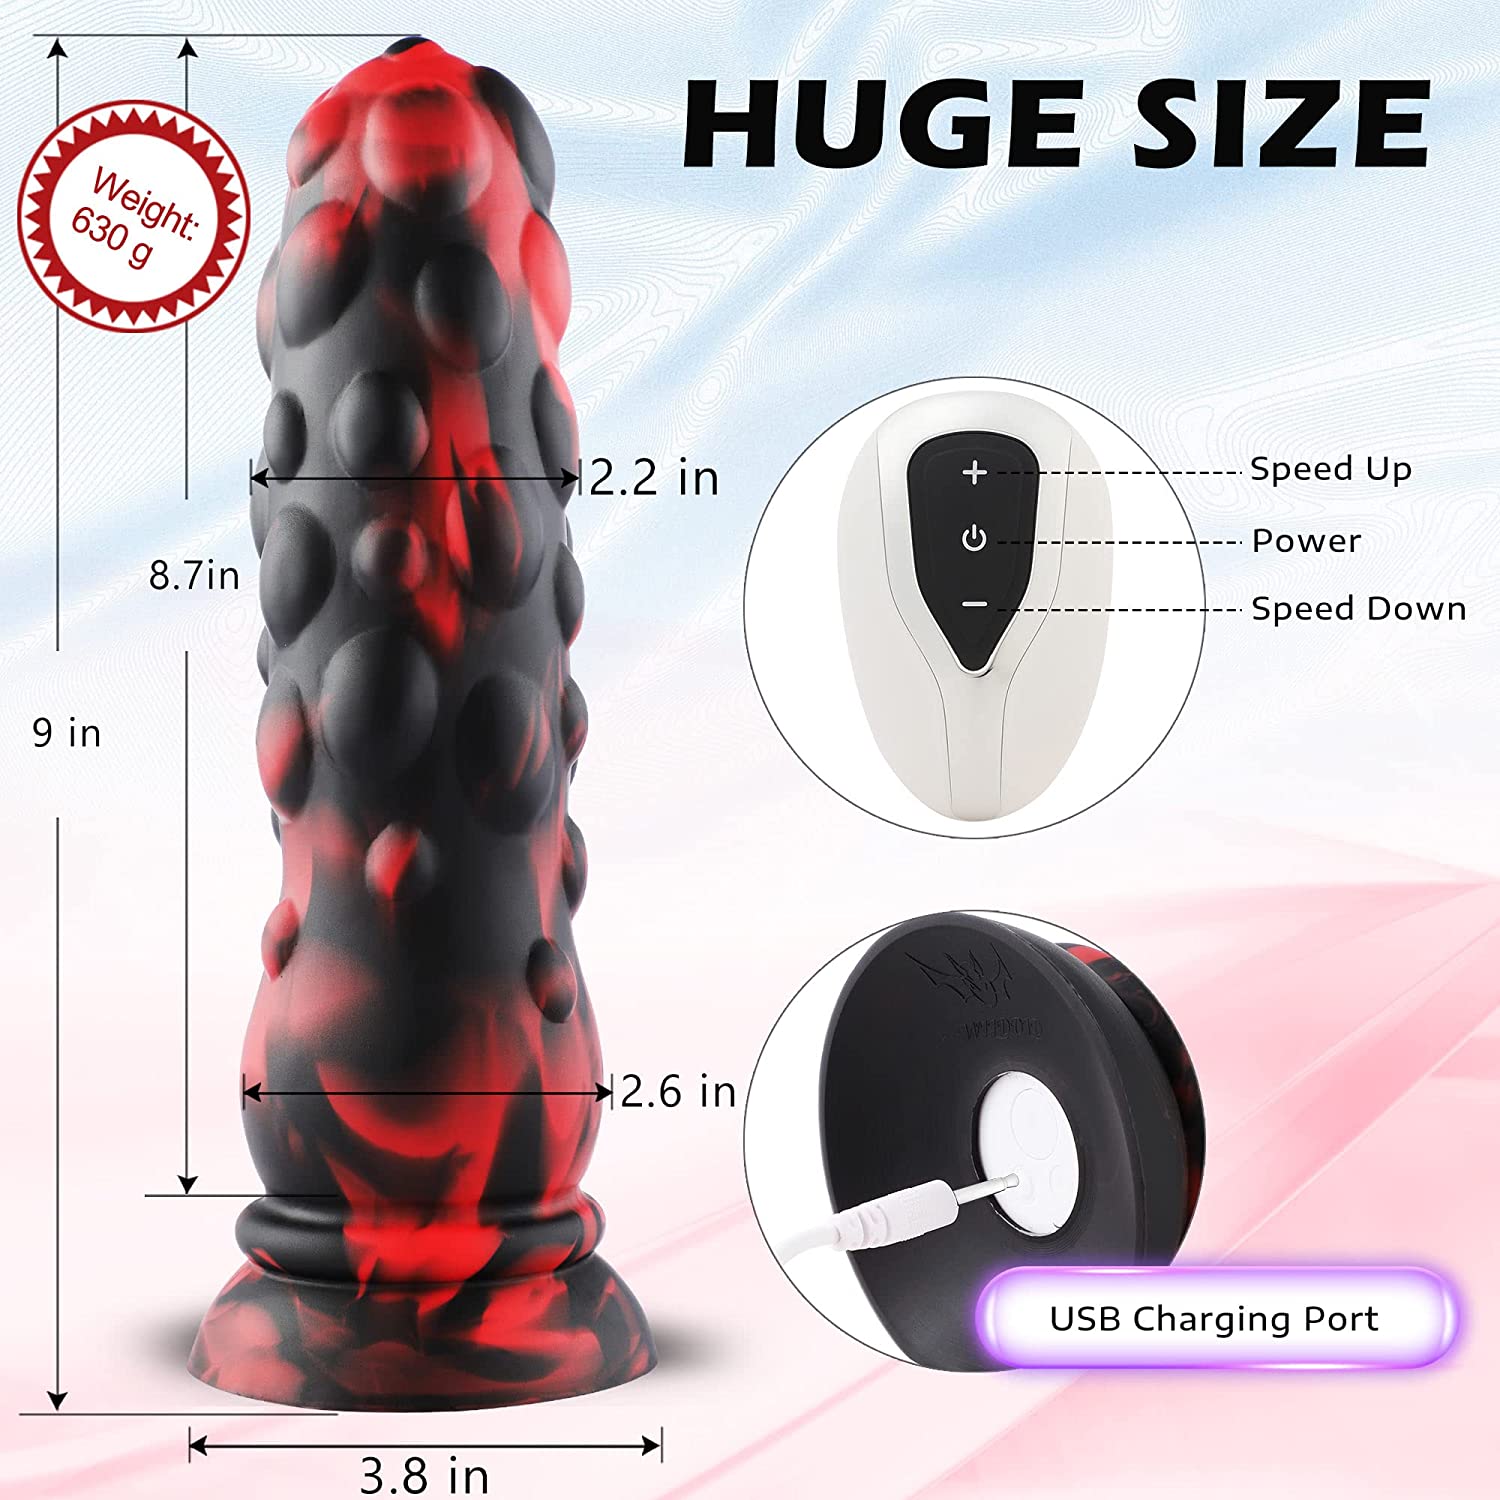 HUGE SIZE
Weight:
630 g
2.2 in
8.7in
9 in
2.6 in
3.8 in
+
Speed Up
Power
−
Speed Down
USB Charging Port